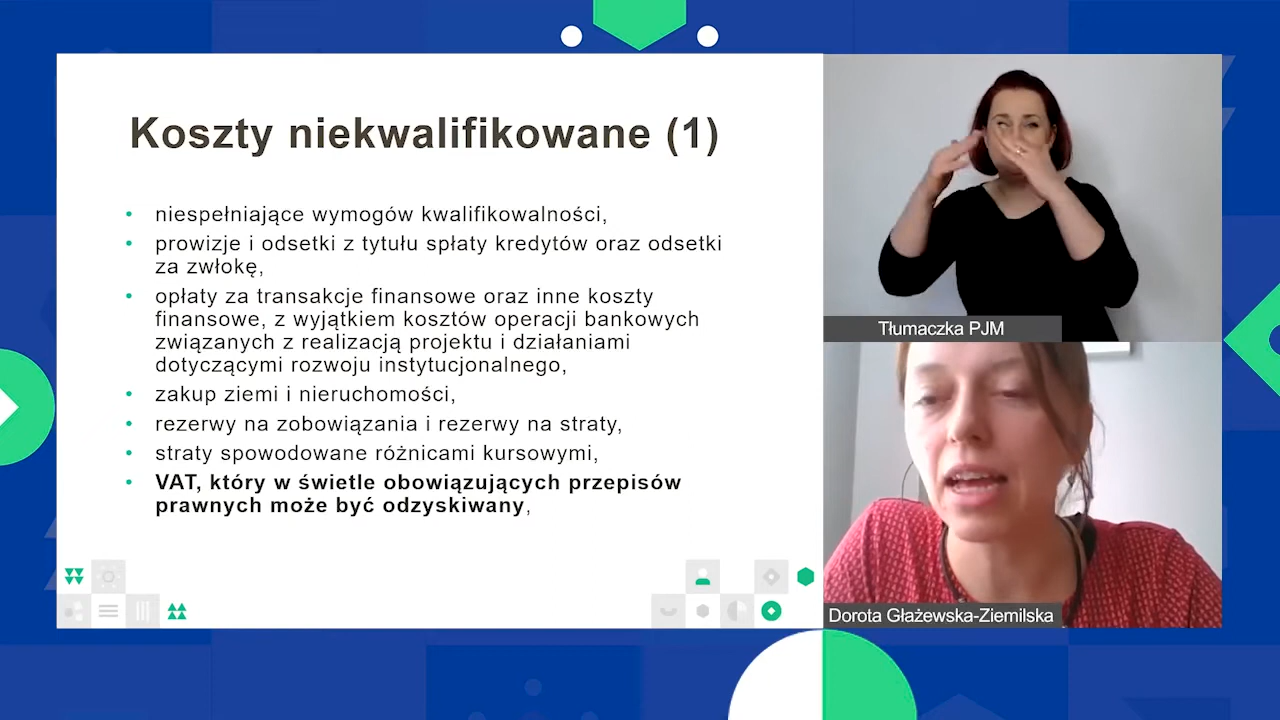 Koszty niekwalifikowane (1)
• niespełniające wymogów kwalifikowalności,
• prowizje i odsetki z tytułu spłaty kredytów oraz odsetki
za zwłokę,
• opłaty za transakcje finansowe oraz inne koszty
finansowe, z wyjątkiem kosztów operacji bankowych
związanych z realizacją projektu i działaniami
dotyczącymi rozwoju instytucjonalnego,
• zakup ziemi i nieruchomości,
• rezerwy na zobowiązania i rezerwy na straty,
• straty spowodowane różnicami kursowymi,
• VAT, który w świetle obowiązujących przepisów
prawnych może być odzyskiwany,
Tłumaczka PJM
Dorota Głażewska-Ziemilska